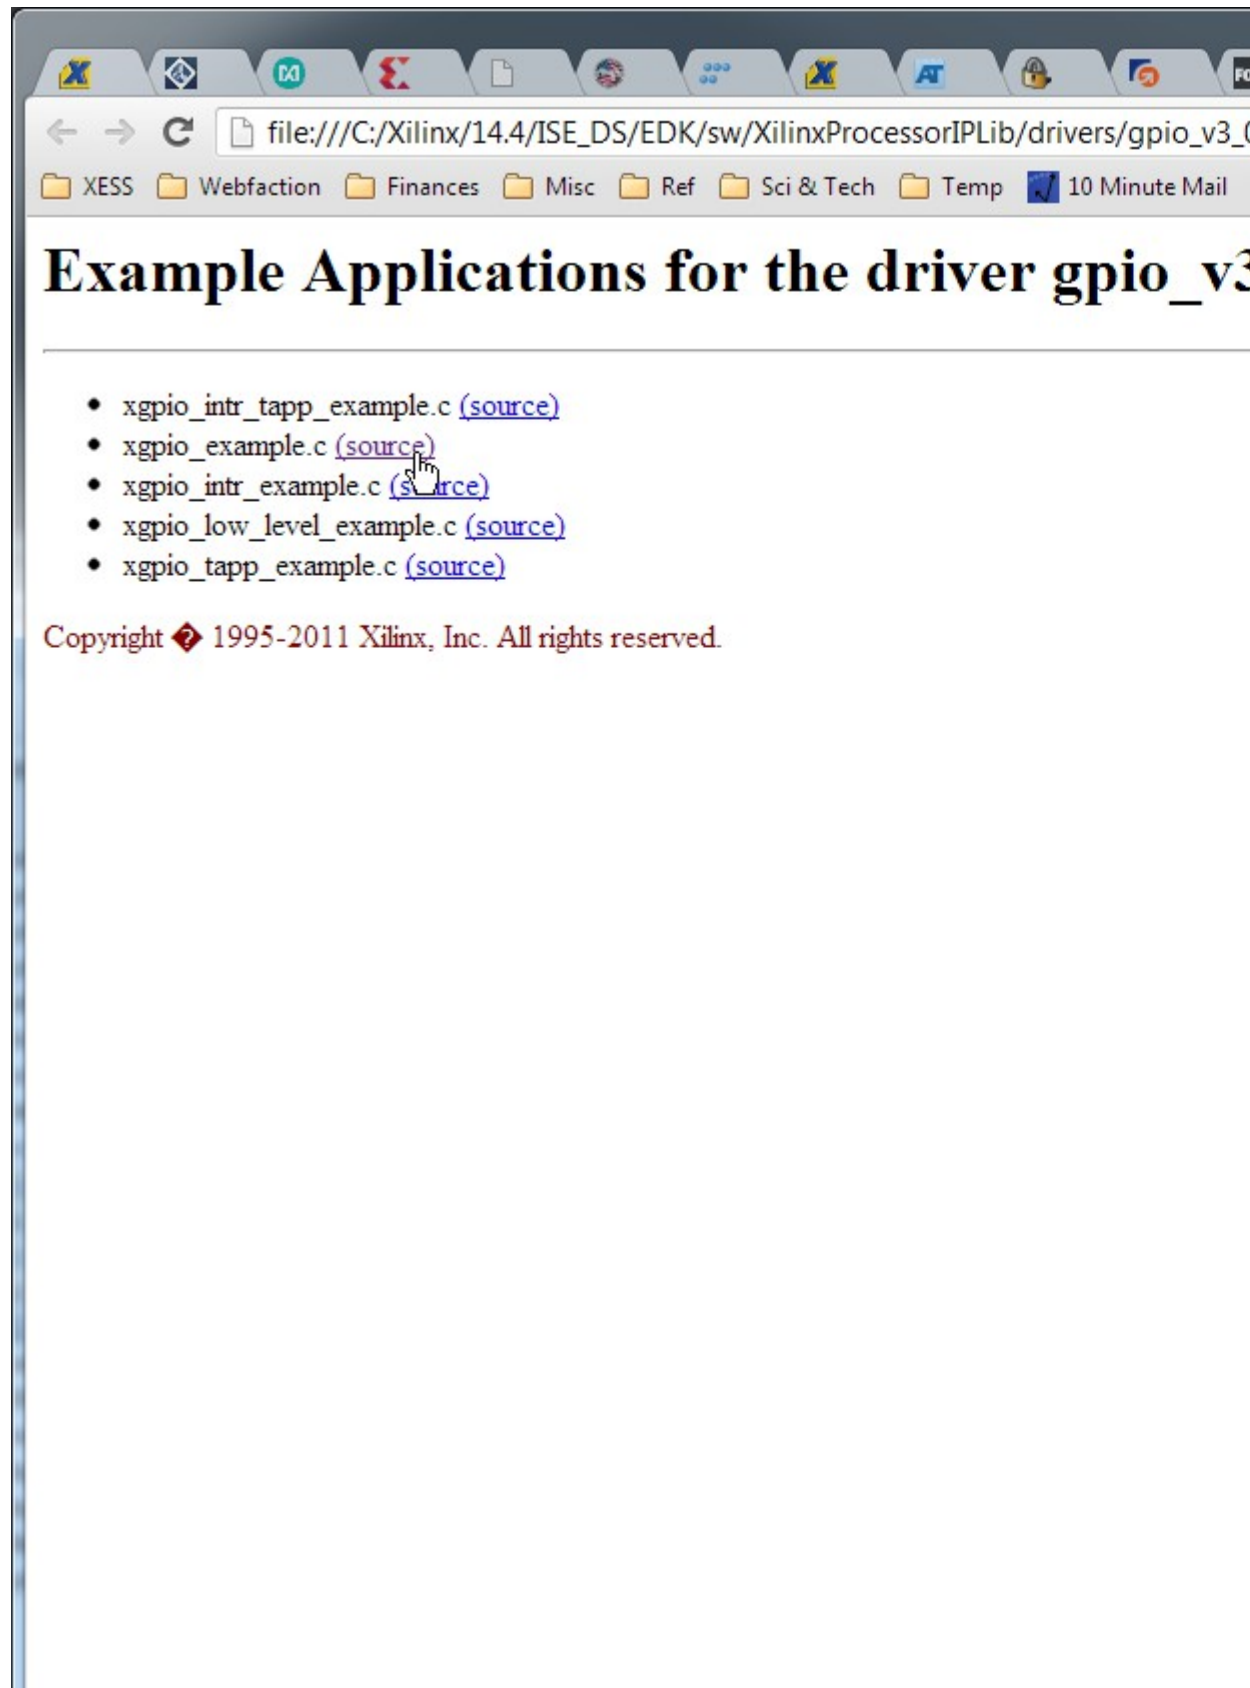 file:///C:/Xilinx/14.4/ISE_DS/EDK/sw/XilinxProcessorIPLib/drivers/gpio_v3_0
XESS Webfaction Finances Misc Ref Sci & Tech Temp 10 Minute Mail
Example Applications for the driver gpio_v3
• xgpio_intr_tapp_example.c (source)
• xgpio_example.c (source)
• xgpio_intr_example.c (source)
• xgpio_low_level_example.c (source)
• xgpio_tapp_example.c (source)
Copyright � 1995-2011 Xilinx, Inc. All rights reserved.